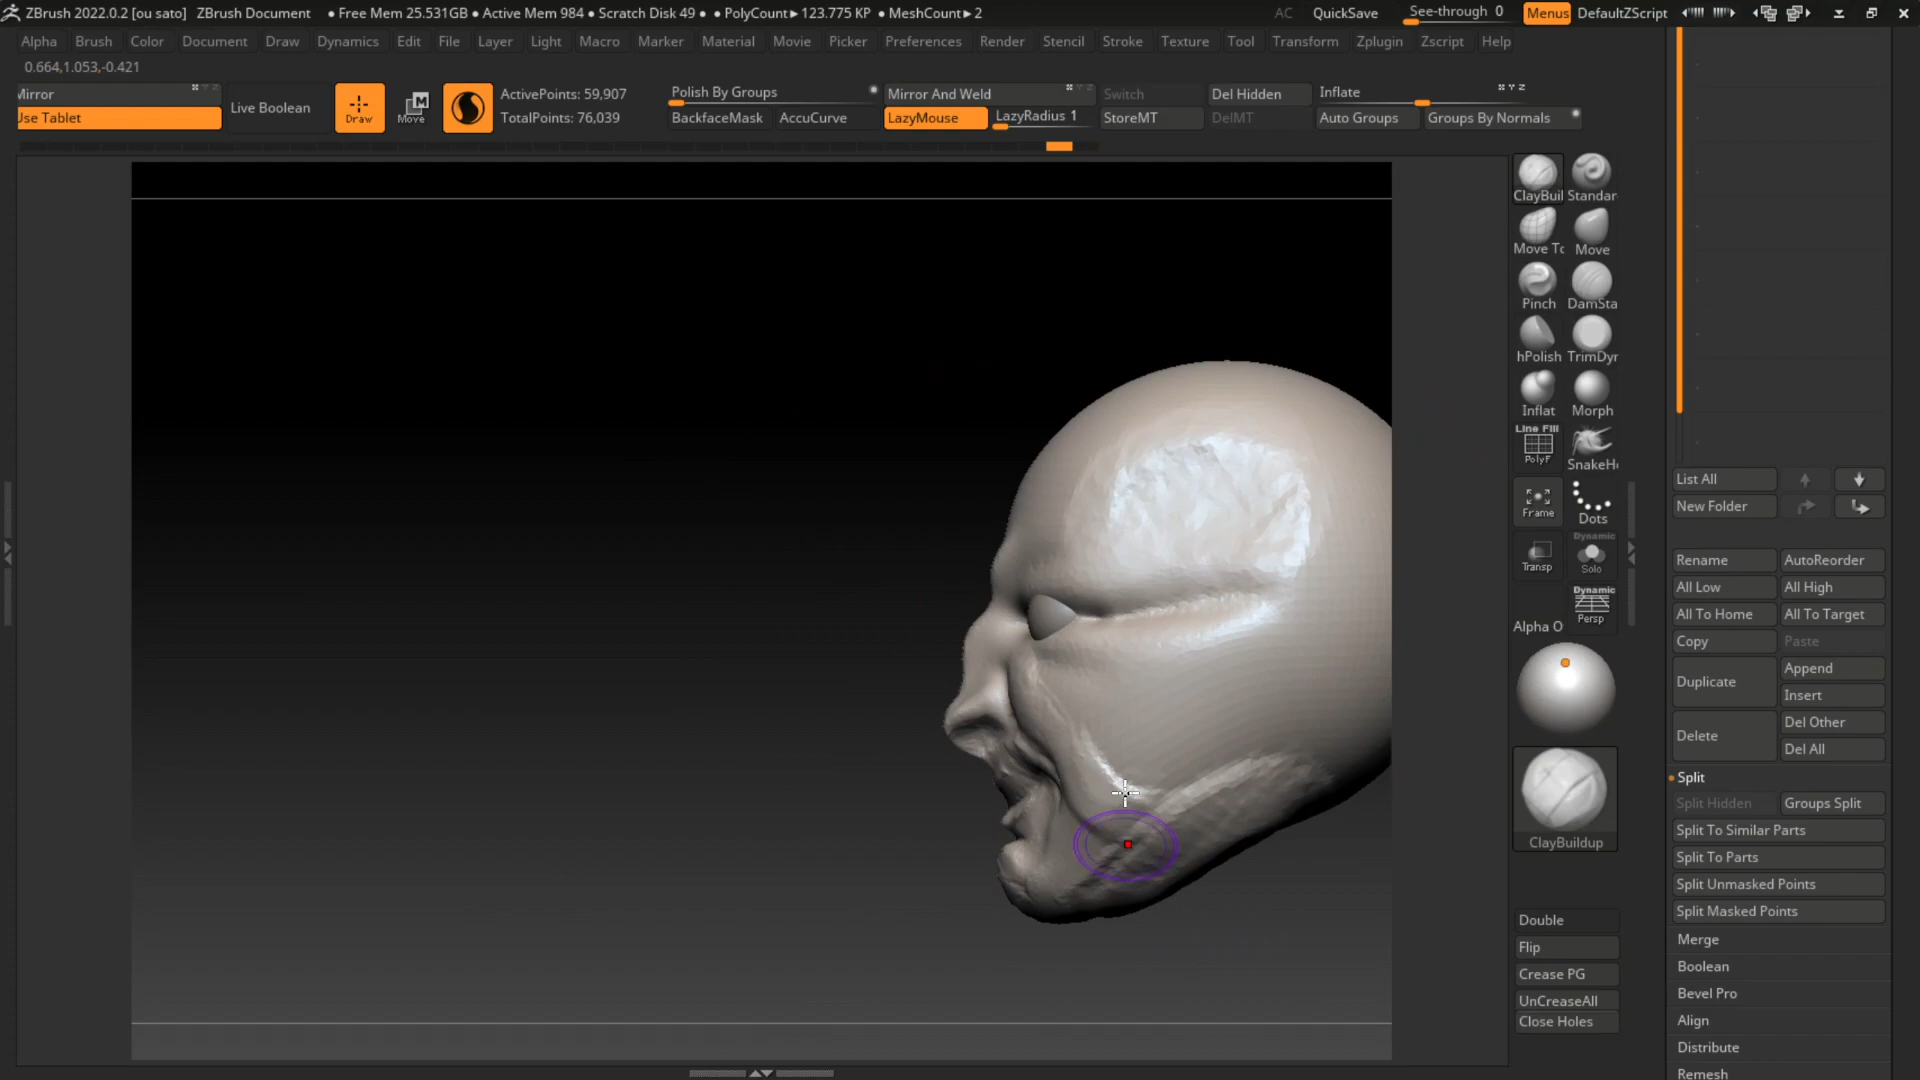 ZBrush 2022.0.2 [ou sato] ZBrush Document • Free Mem 25.531GB • Active Mem 984 • Scratch Disk 49 • PolyCount▸ 123.775 KP • MeshCount▸ 2 AC QuickSave See-through 0 Menus DefaultZScript
Alpha Brush Color Document Draw Dynamics Edit File Layer Light Macro Marker Material Movie Picker Preferences Render Stencil Stroke Texture Tool Transform Zplugin Zscript Help
0.664,1.053,-0.421
Mirror
Use Tablet
Live Boolean
Draw
Move
ActivePoints: 59,907
TotalPoints: 76,039
Polish By Groups
BackfaceMask AccuCurve
Mirror And Weld
LazyMouse LazyRadius 1
Switch
StoreMT
Del Hidden
DelMT
Inflate
Auto Groups Groups By Normals
ClayBuil Standar
Move To Move
Pinch DamSta
hPolish TrimDyn
Inflat Morph
Line Fill
PolyF SnakeH
Frame Dots
Transp Dynamic
Solo
Dynamic
Persp
Alpha O
ClayBuildup
Double
Flip
Crease PG
UnCreaseAll
Close Holes
List All
New Folder
Rename AutoReorder
All Low All High
All To Home All To Target
Copy Paste
Duplicate Append
Insert
Delete Del Other
Del All
Split
Split Hidden Groups Split
Split To Similar Parts
Split To Parts
Split Unmasked Points
Split Masked Points
Merge
Boolean
Bevel Pro
Align
Distribute
Remesh